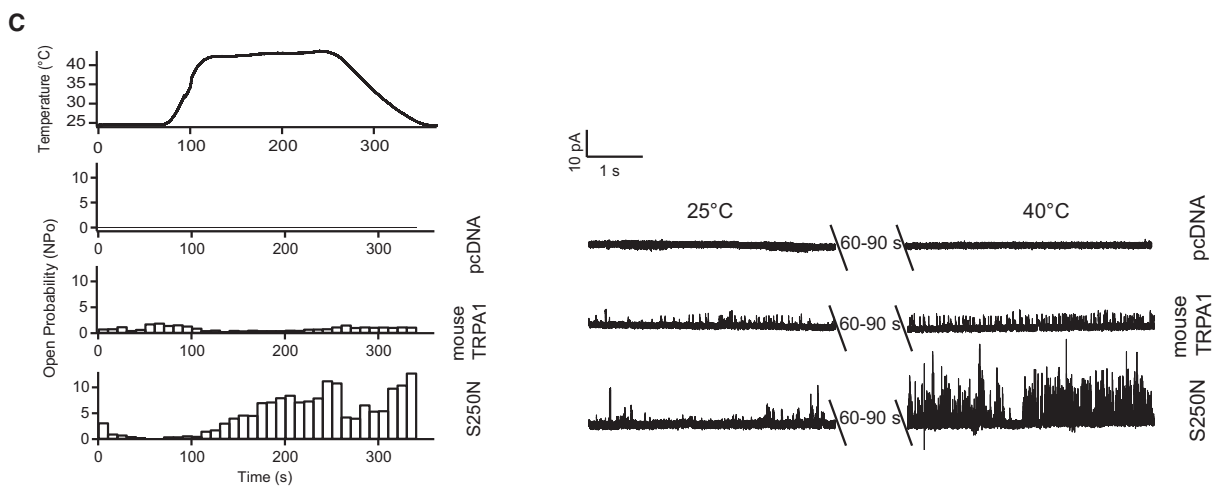 C
Temperature (°C)
40
35
30
25
0 100 200 300
Open Probability (NPo)
10
5
0
0 100 200 300
pcDNA
10
5
0
0 100 200 300
mouse
TRPA1
10
5
0
0 100 200 300
S250N
Time (s)
10 pA
1 s
25°C 40°C
60-90 s
pcDNA
60-90 s
mouse
TRPA1
60-90 s
S250N